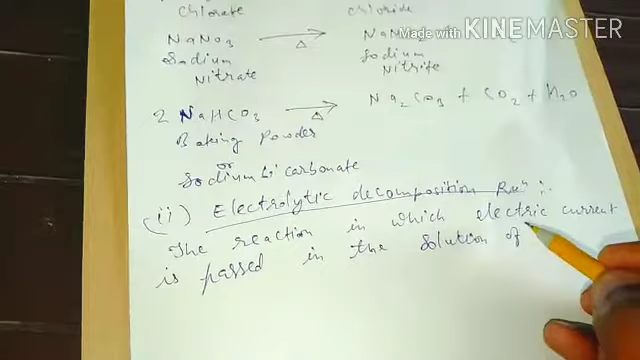 chlorate chloride
Made with KINEMASTER
NaNO3 → Δ
Sodium Nitrate Sodium Nitrite
2 NaHCO3 → Δ Na2CO3 + CO2 + H2O
Baking Powder
or
Sodium bi carbonate
(ii) Electrolytic decomposition Rxn :-
The reaction in which electric current
is passed in the solution of